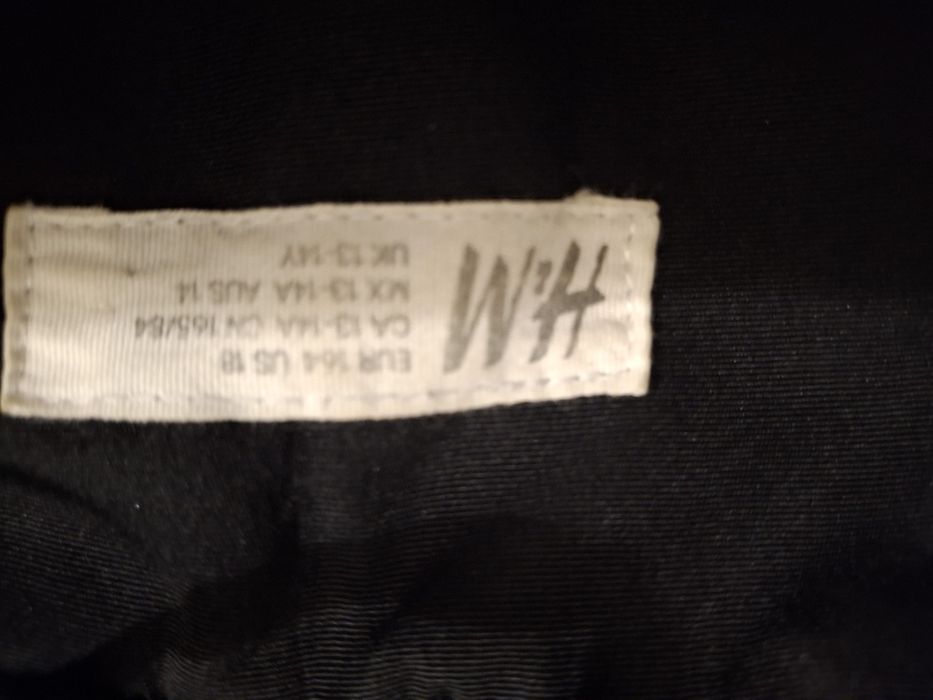 H&M
EUR 164 US 18
CA 13-14A CN 165/84
MX 13-14A AUS 14
UK 13-14Y